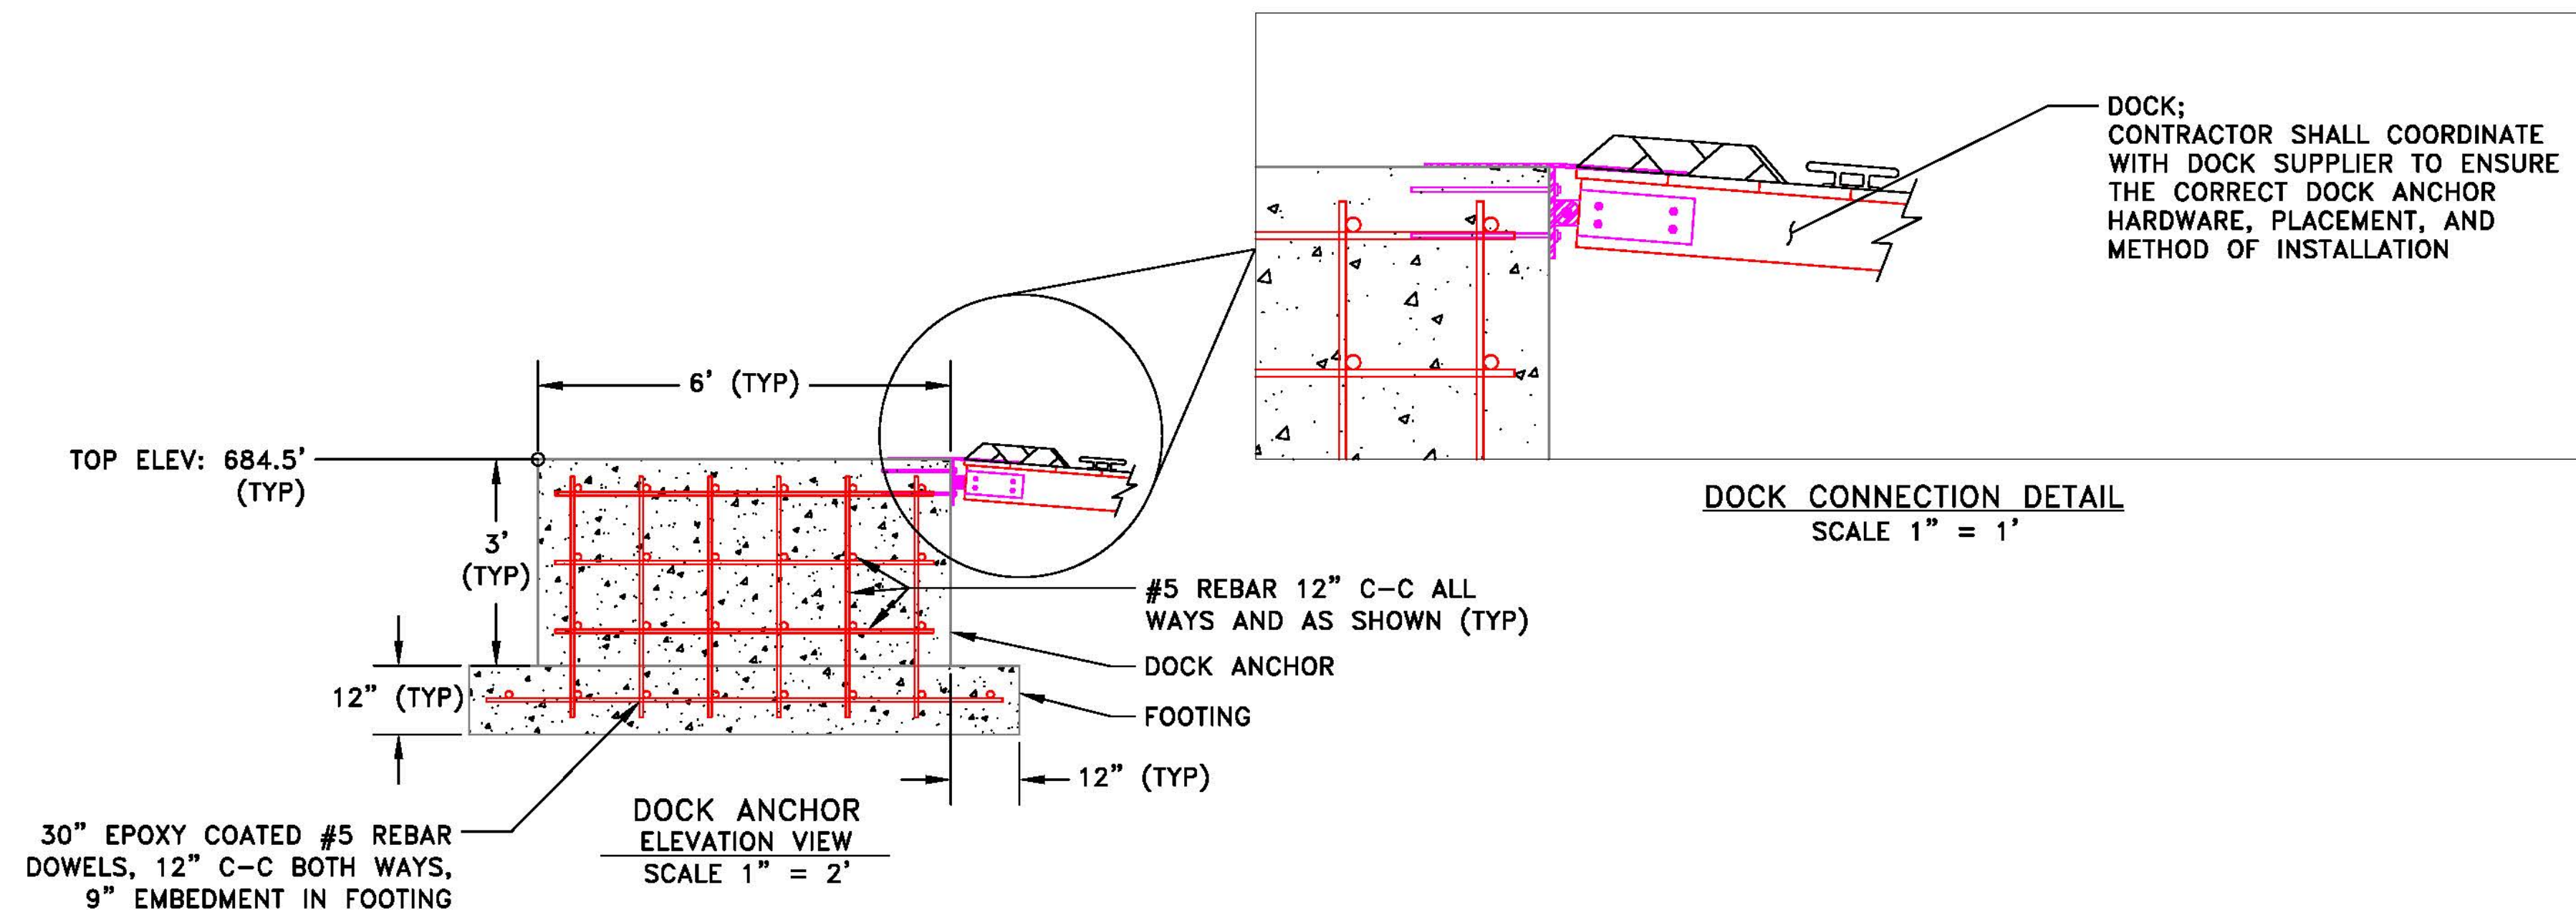 DOCK;
CONTRACTOR SHALL COORDINATE
WITH DOCK SUPPLIER TO ENSURE
THE CORRECT DOCK ANCHOR
HARDWARE, PLACEMENT, AND
METHOD OF INSTALLATION
DOCK CONNECTION DETAIL
SCALE 1" = 1'
6' (TYP)
TOP ELEV: 684.5'
(TYP)
3'
(TYP)
#5 REBAR 12" C-C ALL
WAYS AND AS SHOWN (TYP)
DOCK ANCHOR
12" (TYP)
FOOTING
12" (TYP)
30" EPOXY COATED #5 REBAR
DOWELS, 12" C-C BOTH WAYS,
9" EMBEDMENT IN FOOTING
DOCK ANCHOR
ELEVATION VIEW
SCALE 1" = 2'